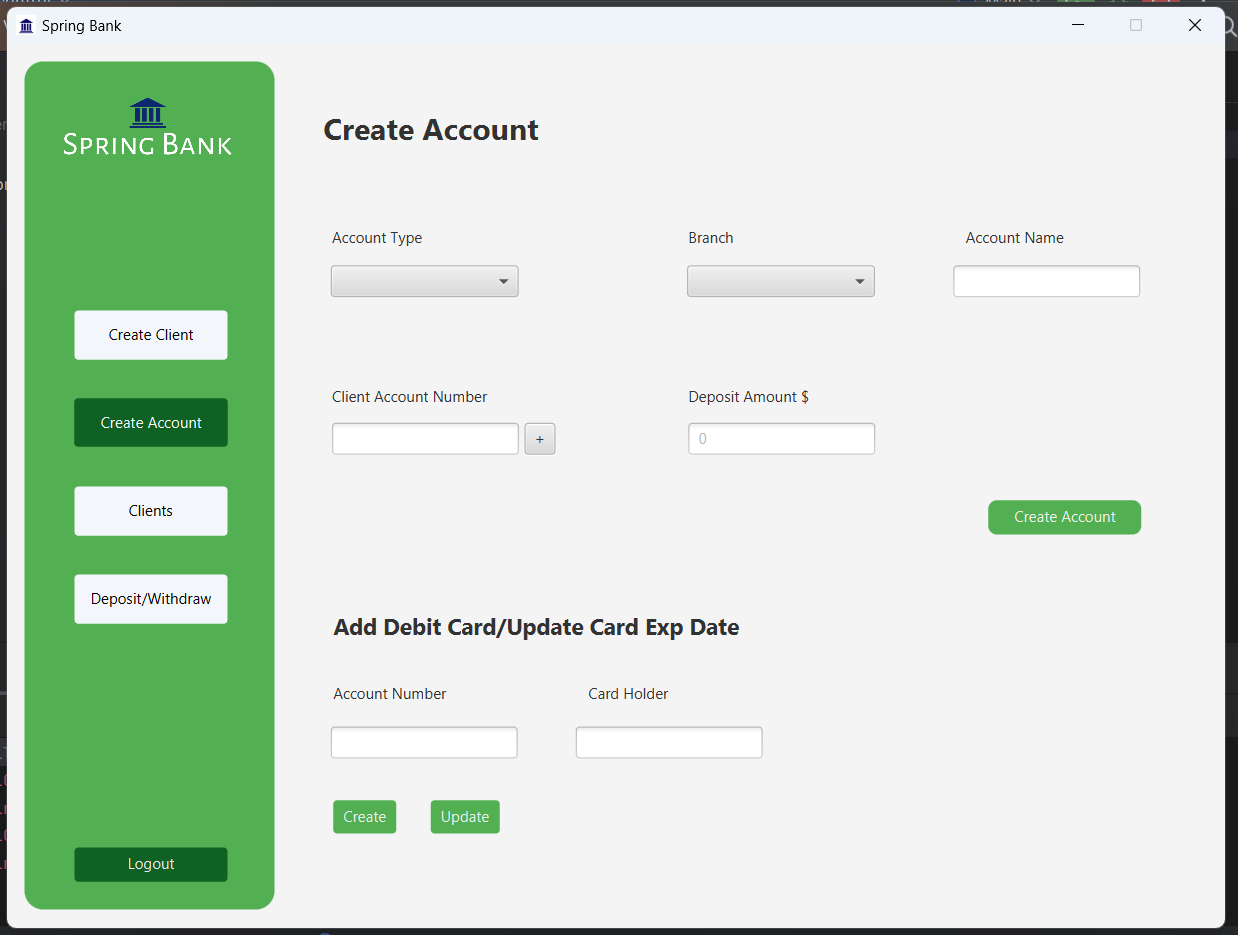 Spring Bank
SPRING BANK
Create Client
Create Account
Clients
Deposit/Withdraw
Logout
Create Account
Account Type
Branch
Account Name
Client Account Number
Deposit Amount $
+
0
Create Account
Add Debit Card/Update Card Exp Date
Account Number
Card Holder
Create
Update